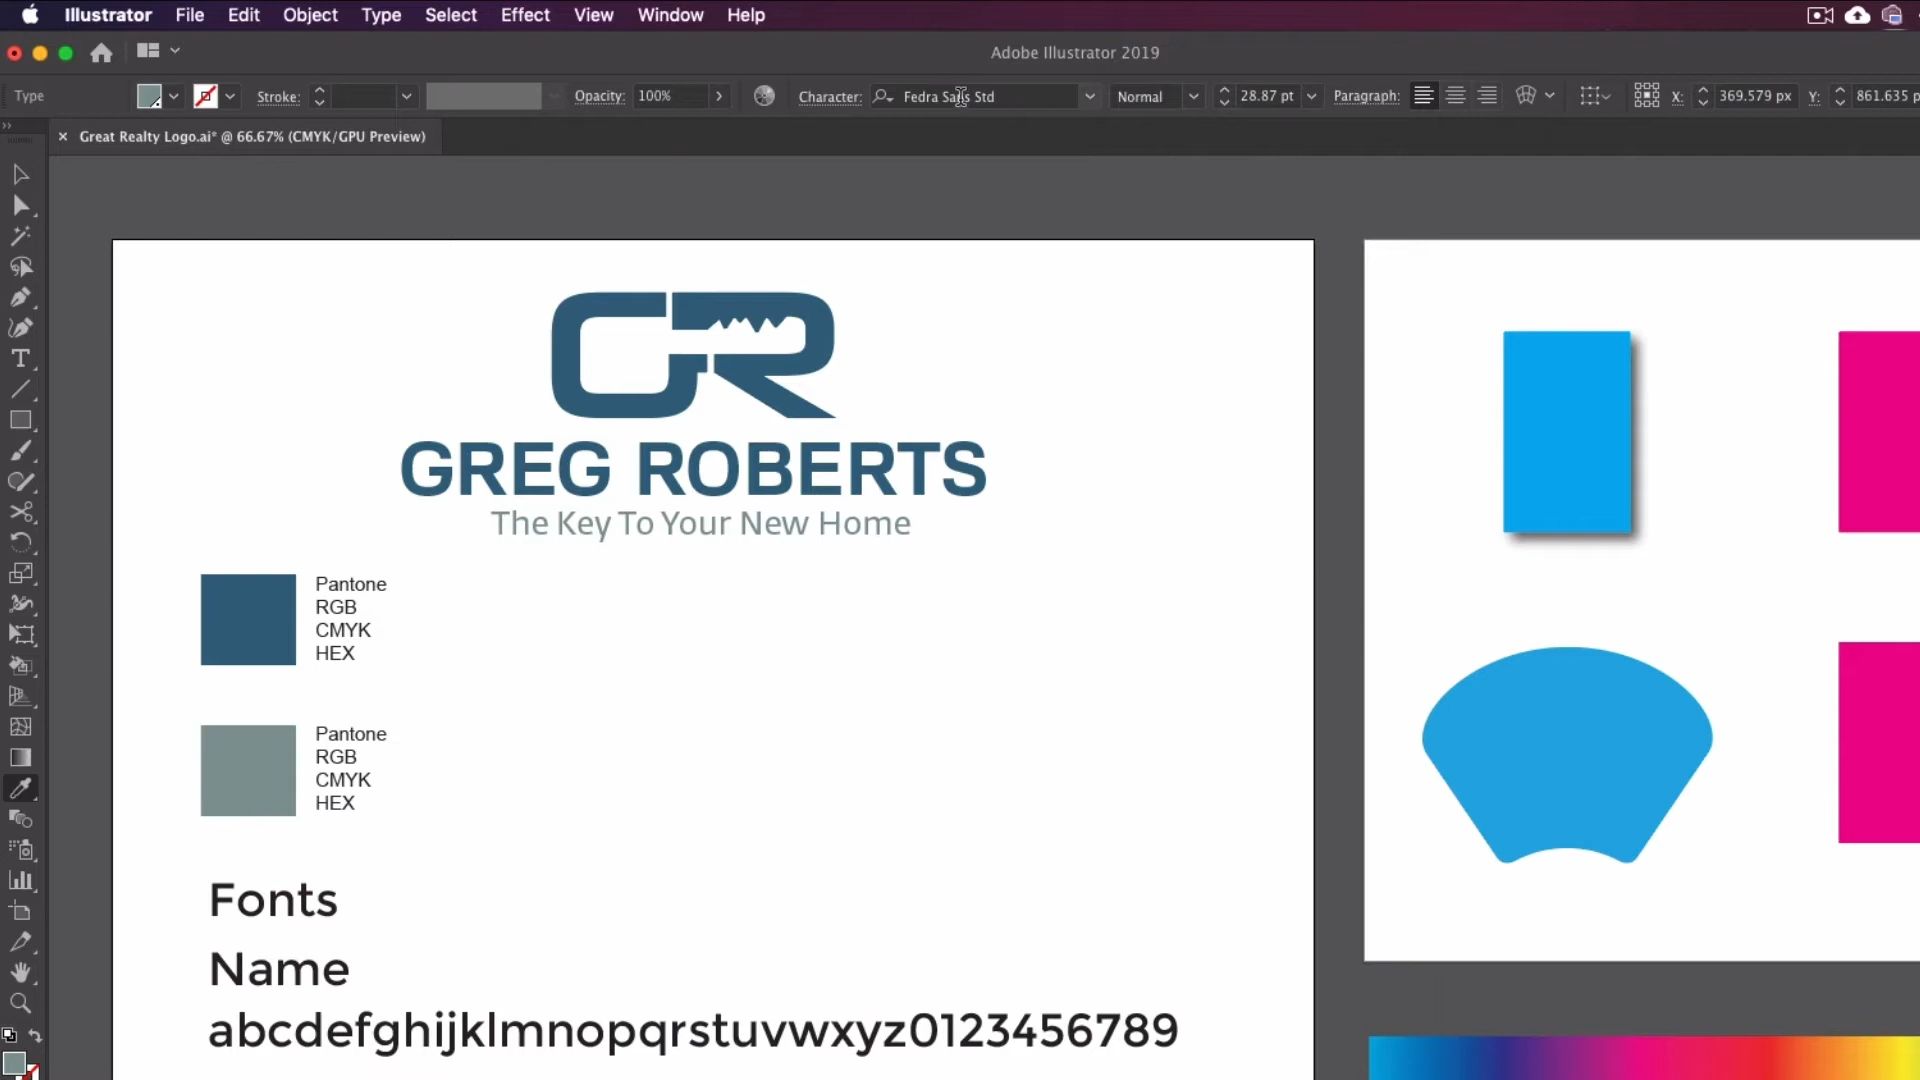 Illustrator File Edit Object Type Select Effect View Window Help
Adobe Illustrator 2019
Type Stroke: Opacity: 100% Character: Fedra Sans Std Normal 28.87 pt Paragraph: X: 369.579 px Y: 861.635 p
× Great Realty Logo.ai* @ 66.67% (CMYK/GPU Preview)
GR
GREG ROBERTS
The Key To Your New Home
Pantone
RGB
CMYK
HEX
Pantone
RGB
CMYK
HEX
Fonts
Name
abcdefghijklmnopqrstuvwxyz0123456789